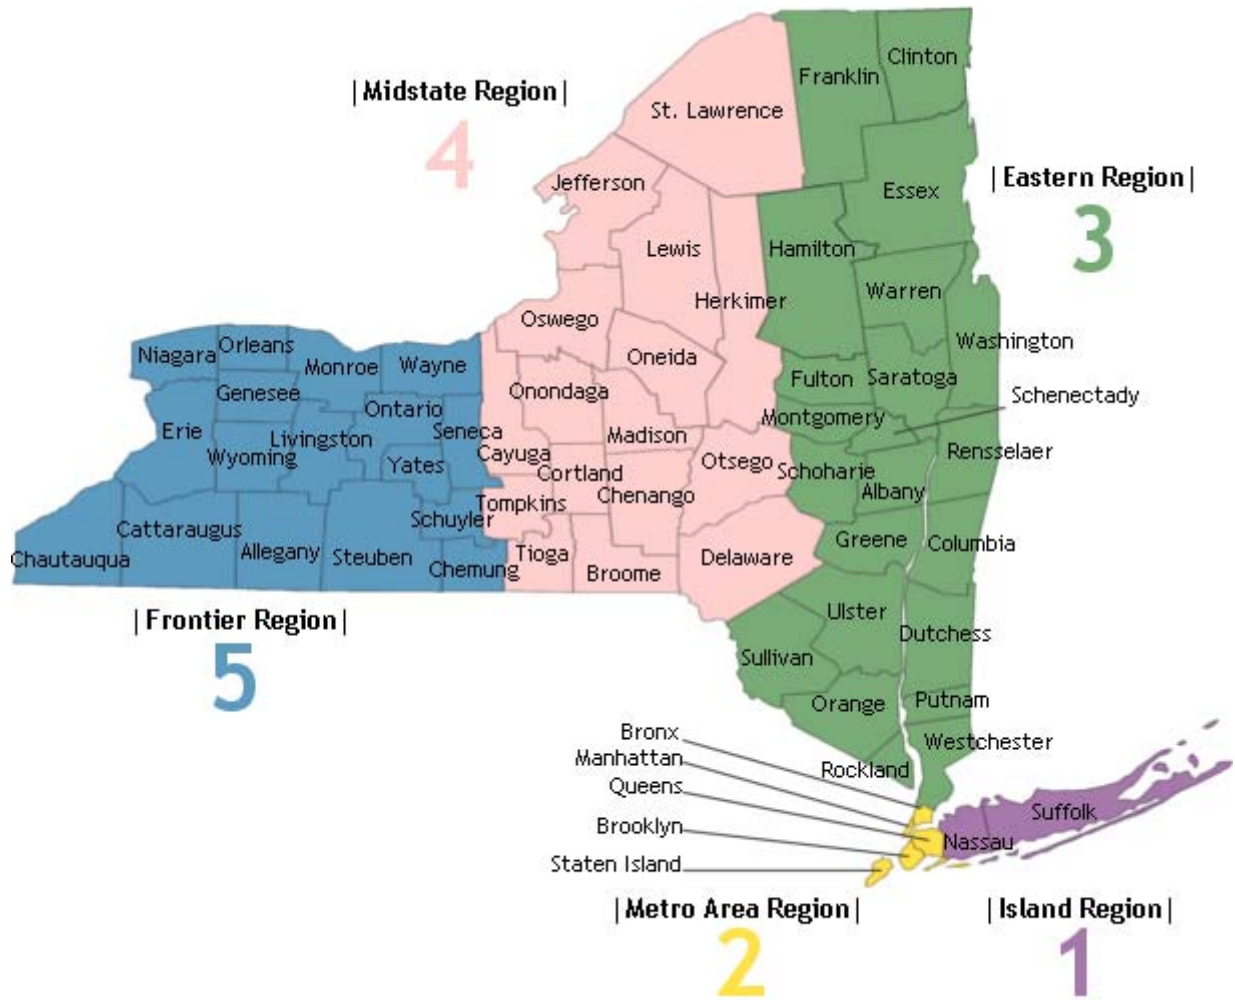 Clinton
Franklin
|Midstate Region|
4
St. Lawrence
|Eastern Region|
3
Jefferson
Essex
Lewis
Hamilton
Warren
Herkimer
Oswego
Washington
Niagara
Orleans
Monroe
Wayne
Oneida
Fulton
Saratoga
Schenectady
Genesee
Onondaga
Ontario
Montgomery
Erie
Livingston
Seneca
Madison
Rensselaer
Wyoming
Cayuga
Yates
Cortland
Otsego
Schoharie
Albany
Chenango
Tompkins
Schuyler
Cattaraugus
Greene
Columbia
Chautauqua
Allegany
Steuben
Chemung
Tioga
Broome
Delaware
|Frontier Region|
5
Ulster
Dutchess
Sullivan
Orange
Putnam
Bronx
Westchester
Manhattan
Rockland
Queens
Suffolk
Brooklyn
Nassau
Staten Island
|Metro Area Region|
2
|Island Region|
1